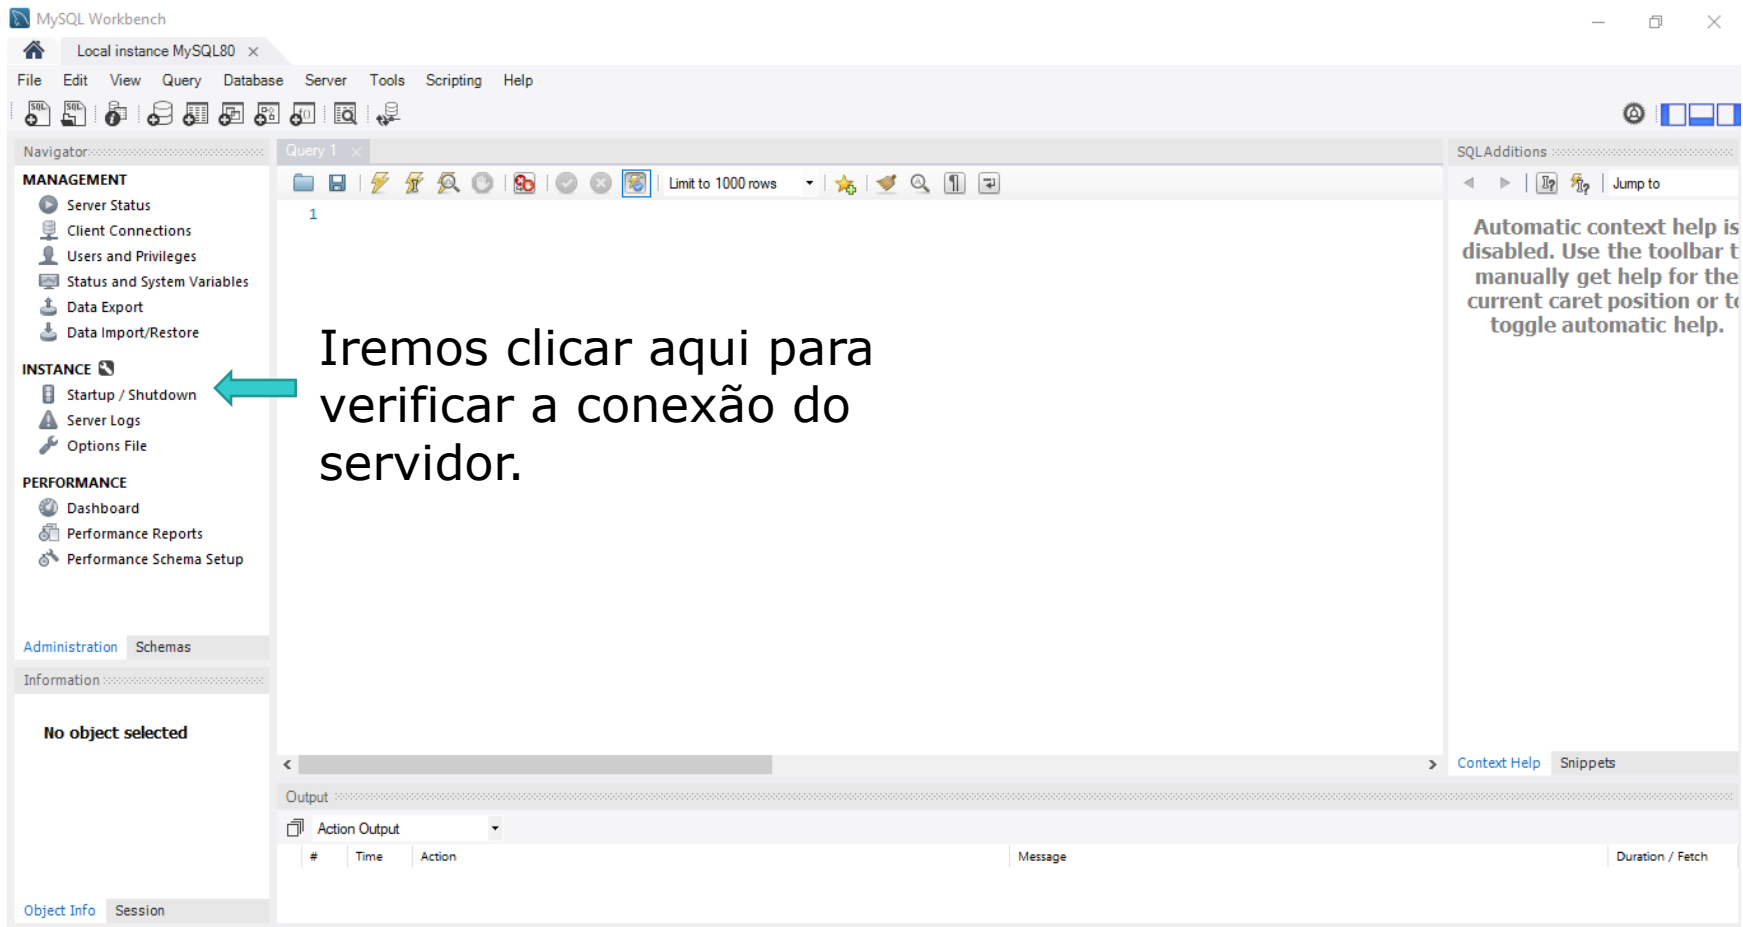 MySQL Workbench
Local instance MySQL80
File Edit View Query Database Server Tools Scripting Help
Navigator
MANAGEMENT
Server Status
Client Connections
Users and Privileges
Status and System Variables
Data Export
Data Import/Restore
INSTANCE
Startup / Shutdown
Server Logs
Options File
PERFORMANCE
Dashboard
Performance Reports
Performance Schema Setup
Administration Schemas
Information
No object selected
Object Info Session
Query 1
Limit to 1000 rows
1
Iremos clicar aqui para
verificar a conexão do
servidor.
Output
Action Output
# Time Action Message Duration / Fetch
SQLAdditions
Jump to
Automatic context help is
disabled. Use the toolbar t
manually get help for the
current caret position or to
toggle automatic help.
Context Help Snippets